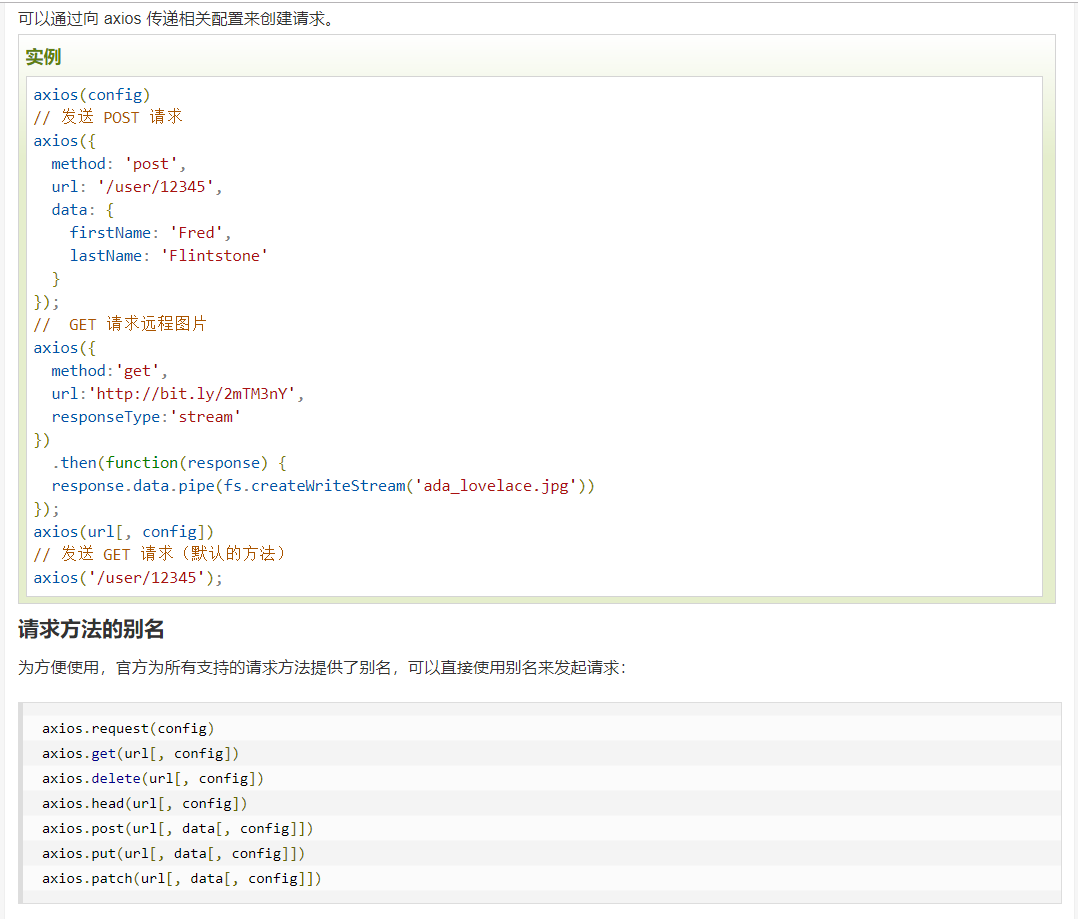 可以通过向 axios 传递相关配置来创建请求。
实例
axios(config)
// 发送 POST 请求
axios({
  method: 'post',
  url: '/user/12345',
  data: {
    firstName: 'Fred',
    lastName: 'Flintstone'
  }
});
//  GET 请求远程图片
axios({
  method:'get',
  url:'http://bit.ly/2mTM3nY',
  responseType:'stream'
})
  .then(function(response) {
  response.data.pipe(fs.createWriteStream('ada_lovelace.jpg'))
});
axios(url[, config])
// 发送 GET 请求（默认的方法）
axios('/user/12345');
请求方法的别名
为方便使用，官方为所有支持的请求方法提供了别名，可以直接使用别名来发起请求：
axios.request(config)
axios.get(url[, config])
axios.delete(url[, config])
axios.head(url[, config])
axios.post(url[, data[, config]])
axios.put(url[, data[, config]])
axios.patch(url[, data[, config]])